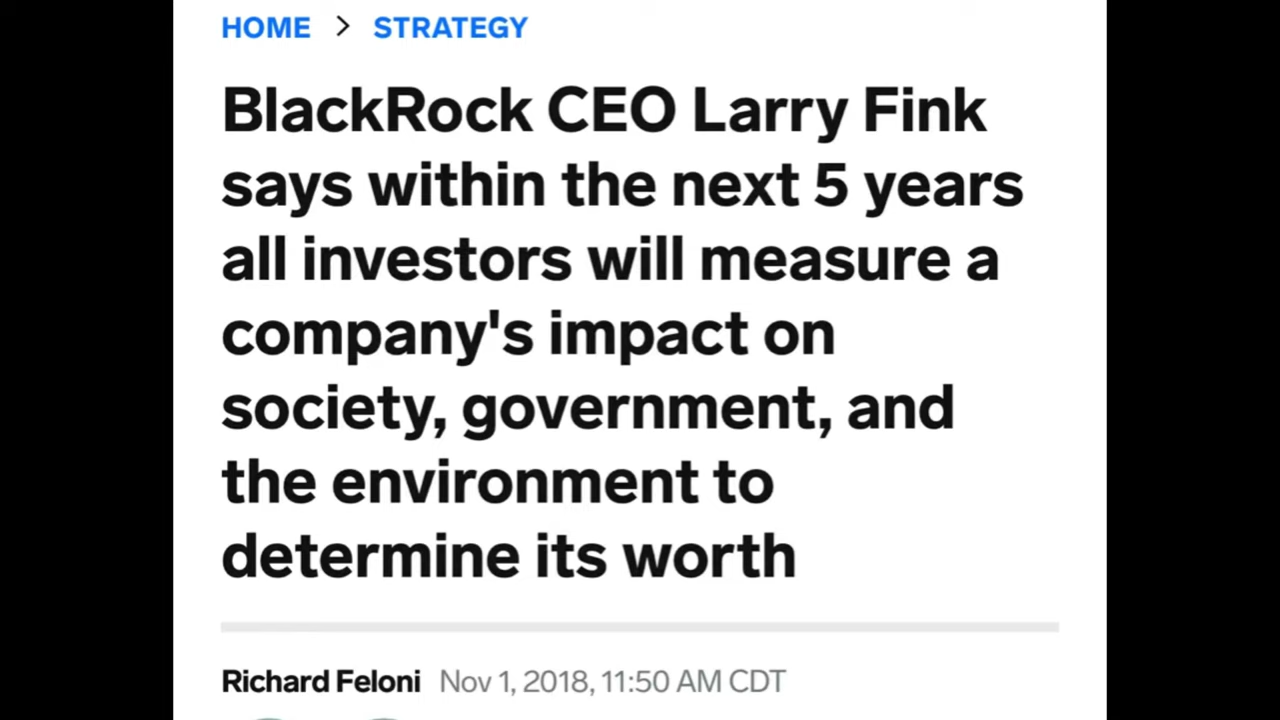 HOME > STRATEGY
BlackRock CEO Larry Fink
says within the next 5 years
all investors will measure a
company's impact on
society, government, and
the environment to
determine its worth
Richard Feloni Nov 1, 2018, 11:50 AM CDT